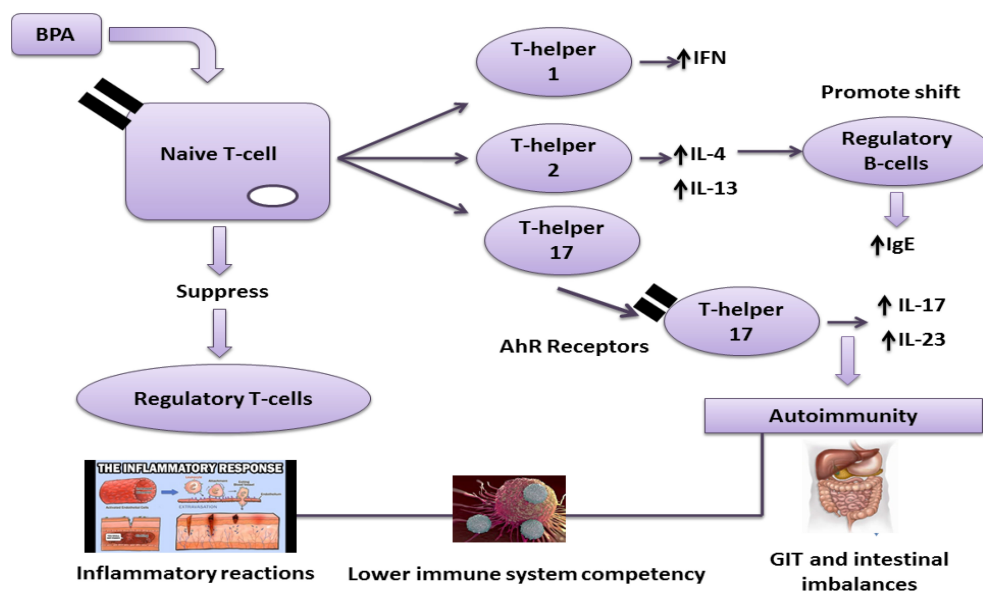 BPA
Naive T-cell
Suppress
Regulatory T-cells
T-helper
1
IFN
T-helper
2
IL-4
IL-13
Promote shift
Regulatory
B-cells
IgE
T-helper
17
AhR Receptors
T-helper
17
IL-17
IL-23
Autoimmunity
THE INFLAMMATORY RESPONSE
EXTRAVASATION
Inflammatory reactions
Lower immune system competency
GIT and intestinal
imbalances